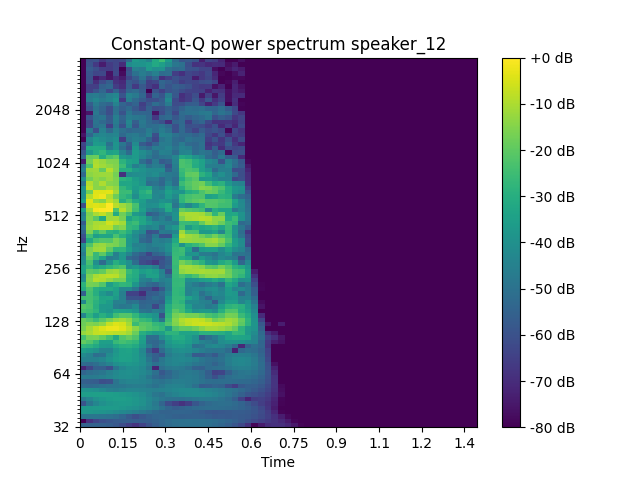 Constant-Q power spectrum speaker_12
Hz
2048
1024
512
256
128
64
32
0 0.15 0.3 0.45 0.6 0.75 0.9 1.1 1.2 1.4
Time
+0 dB
-10 dB
-20 dB
-30 dB
-40 dB
-50 dB
-60 dB
-70 dB
-80 dB